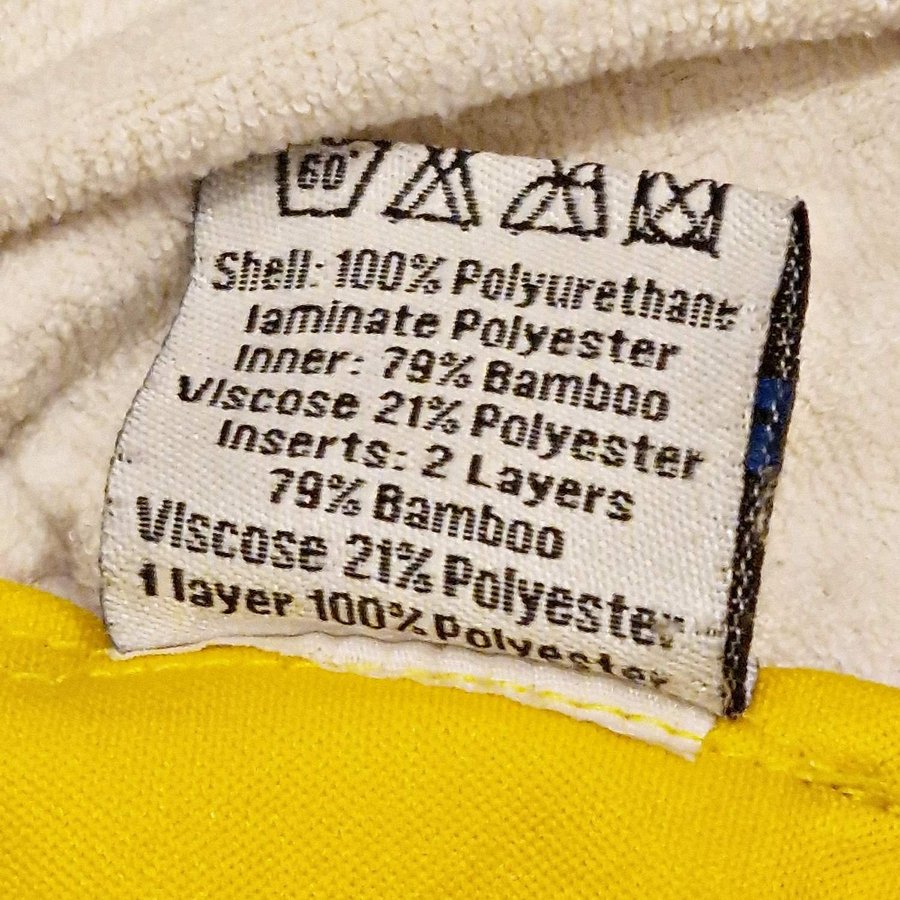 60°
Shell: 100% Polyurethane
laminate Polyester
Inner: 79% Bamboo
Viscose 21% Polyester
Inserts: 2 Layers
79% Bamboo
Viscose 21% Polyester
1 layer 100% Polyester